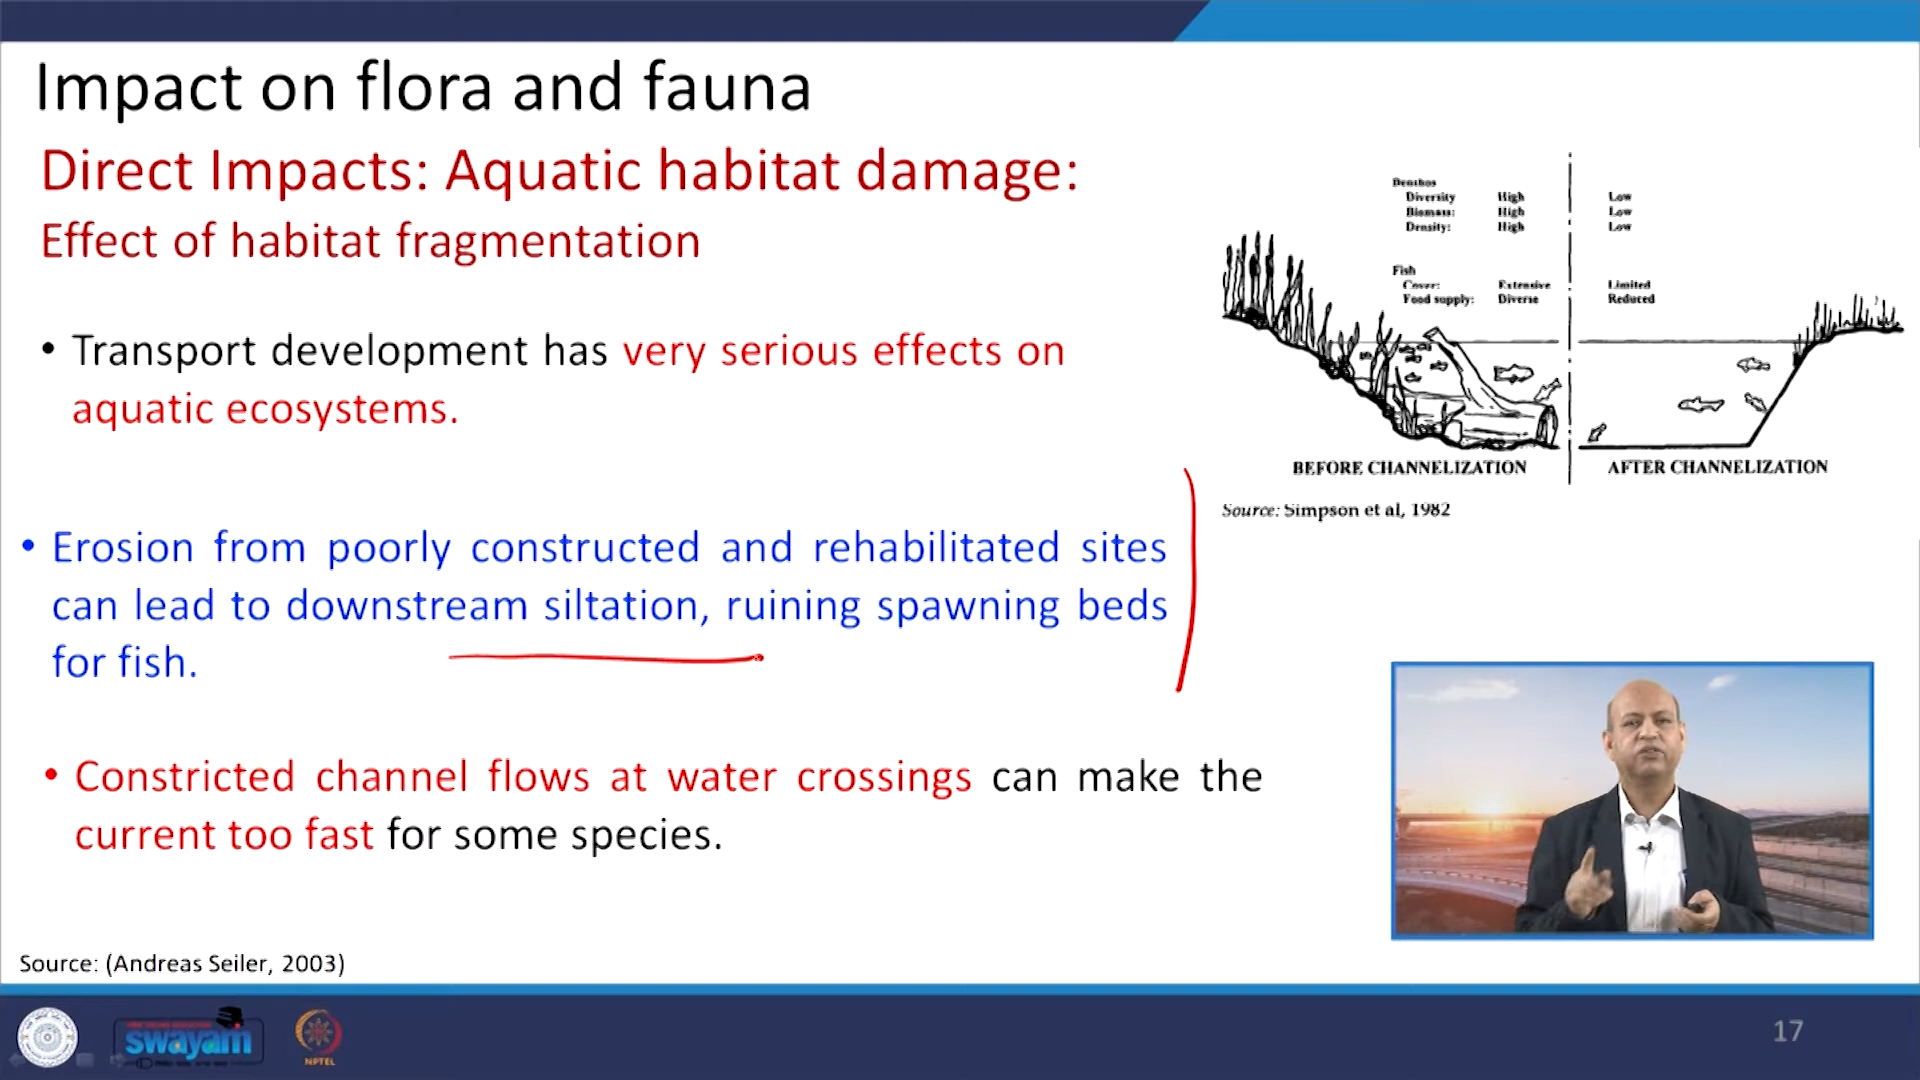 Impact on flora and fauna
Direct Impacts: Aquatic habitat damage:
Effect of habitat fragmentation
• Transport development has very serious effects on
aquatic ecosystems.
• Erosion from poorly constructed and rehabilitated sites
can lead to downstream siltation, ruining spawning beds
for fish.
• Constricted channel flows at water crossings can make the
current too fast for some species.
Source: (Andreas Seiler, 2003)
Benthos
Diversity High Low
Biomass: High Low
Density: High Low
Fish
Cover: Extensive Limited
Food supply: Diverse Reduced
BEFORE CHANNELIZATION AFTER CHANNELIZATION
Source: Simpson et al, 1982
swayam
NPTEL
17